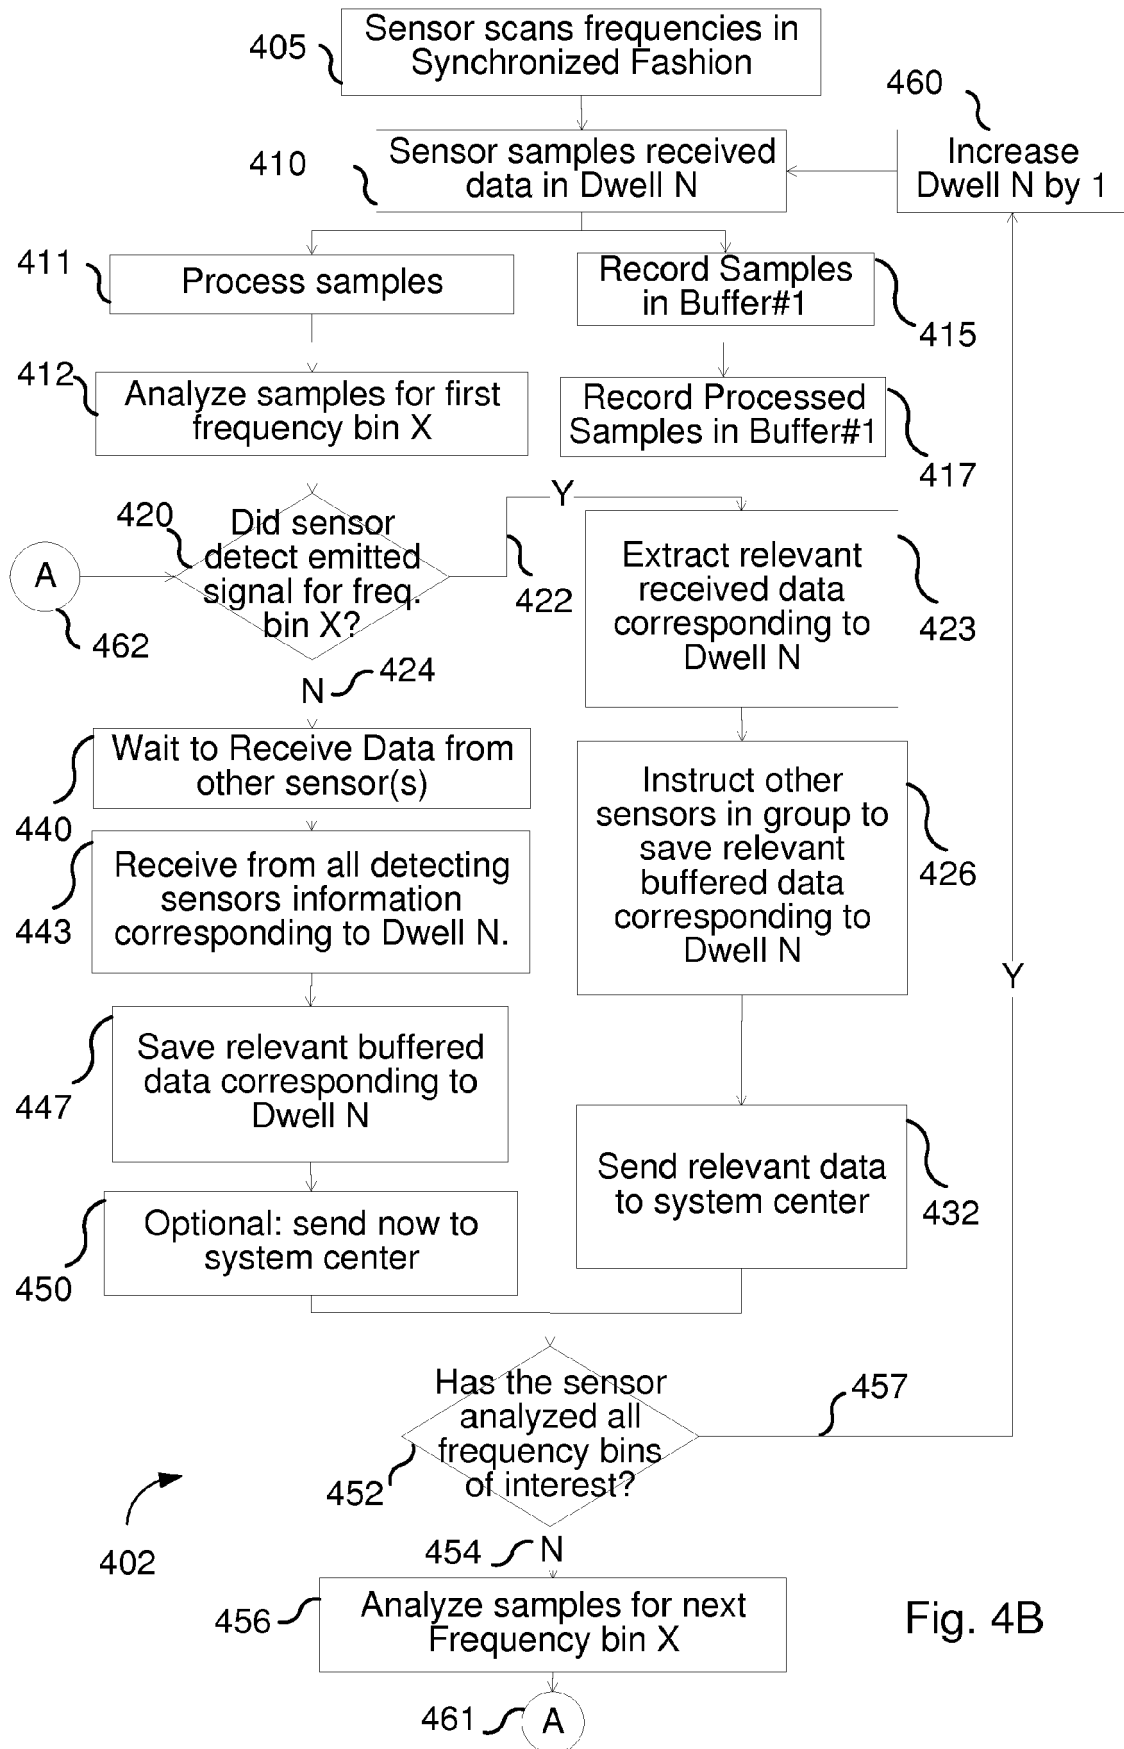 405
Sensor scans frequencies in
Synchronized Fashion
460
410
Sensor samples received
data in Dwell N
Increase
Dwell N by 1
411
Process samples
Record Samples
in Buffer#1
415
412
Analyze samples for first
frequency bin X
Record Processed
Samples in Buffer#1
417
Y
420
Did sensor
detect emitted
signal for freq.
bin X?
A
462
422
Extract relevant
received data
corresponding to
Dwell N
423
424
N
Wait to Receive Data from
other sensor(s)
440
Instruct other
sensors in group to
save relevant
buffered data
corresponding to
Dwell N
426
Receive from all detecting
sensors information
corresponding to Dwell N.
443
Y
Save relevant buffered
data corresponding to
Dwell N
447
Send relevant data
to system center
432
Optional: send now to
system center
450
457
Has the sensor
analyzed all
frequency bins
of interest?
452
402
454
N
456
Analyze samples for next
Frequency bin X
Fig. 4B
461
A